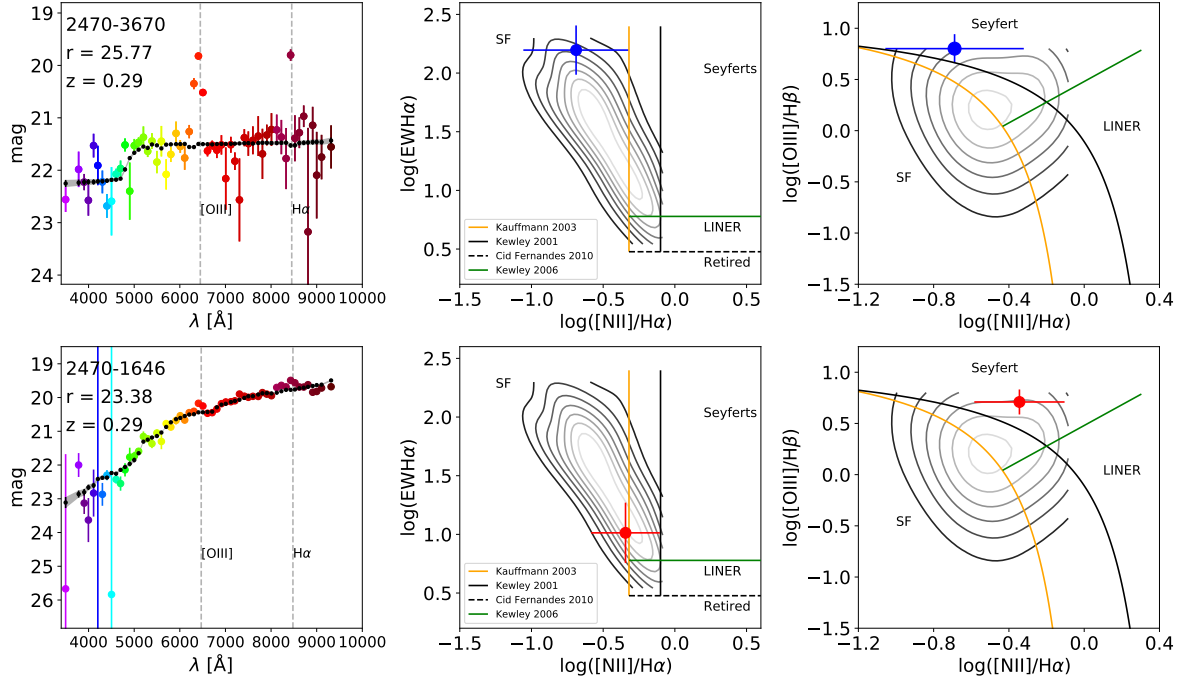 2470-3670
r = 25.77
z = 0.29
[OIII]
Hα
mag
19
20
21
22
23
24
4000 5000 6000 7000 8000 9000 10000
λ [Å]
SF
Seyferts
LINER
Retired
Kauffmann 2003
Kewley 2001
Cid Fernandes 2010
Kewley 2006
log(EWHα)
2.5
2.0
1.5
1.0
0.5
−1.5 −1.0 −0.5 0.0 0.5
log([NII]/Hα)
Seyfert
LINER
SF
log([OIII]/Hβ)
1.0
0.5
0.0
−0.5
−1.0
−1.5
−1.2 −0.8 −0.4 0.0 0.4
log([NII]/Hα)
2470-1646
r = 23.38
z = 0.29
[OIII]
Hα
mag
19
20
21
22
23
24
25
26
4000 5000 6000 7000 8000 9000 10000
λ [Å]
SF
Seyferts
LINER
Retired
Kauffmann 2003
Kewley 2001
Cid Fernandes 2010
Kewley 2006
log(EWHα)
2.5
2.0
1.5
1.0
0.5
−1.5 −1.0 −0.5 0.0 0.5
log([NII]/Hα)
Seyfert
LINER
SF
log([OIII]/Hβ)
1.0
0.5
0.0
−0.5
−1.0
−1.5
−1.2 −0.8 −0.4 0.0 0.4
log([NII]/Hα)